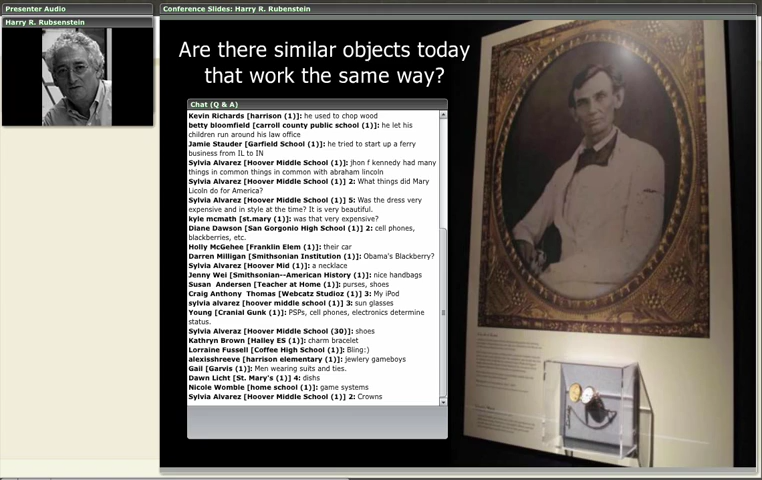 Presenter Audio
Harry R. Rubsenstein
Conference Slides: Harry R. Rubenstein
Are there similar objects today
that work the same way?
Chat (Q & A)
Kevin Richards [harrison (1)]: he used to chop wood
betty bloomfield [carroll county public school (1)]: he let his
children run around his law office
Jamie Stauder [Garfield School (1)]: he tried to start up a ferry
business from IL to IN
Sylvia Alvarez [Hoover Middle School (1)]: jhon f kennedy had many
things in common things in common with abraham lincoln
Sylvia Alvarez [Hoover Middle School (1)] 2: What things did Mary
Licoln do for America?
Sylvia Alvarez [Hoover Middle School (1)] 5: Was the dress very
expensive and in style at the time? It is very beautiful.
kyle mcmath [st.mary (1)]: was that very expensive?
Diane Dawson [San Gorgonio High School (1)] 2: cell phones,
blackberries, etc.
Holly McGehee [Franklin Elem (1)]: their car
Darren Milligan [Smithsonian Institution (1)]: Obama's Blackberry?
Sylvia Alvarez [Hoover Mid (1)]: a necklace
Jenny Wei [Smithsonian--American History (1)]: nice handbags
Susan Andersen [Teacher at Home (1)]: purses, shoes
Craig Anthony Thomas [Webcatz Studioz (1)] 3: My iPod
sylvia alvarez [hoover middle school (1)] 3: sun glasses
Young [Cranial Gunk (1)]: PSPs, cell phones, electronics determine
status.
Sylvia Alveraz [Hoover Middle School (30)]: shoes
Kathryn Brown [Halley ES (1)]: charm bracelet
Lorraine Fussell [Coffee High School (1)]: Bling:)
alexisshreeve [harrison elementary (1)]: jewlery gameboys
Gail [Garvis (1)]: Men wearing suits and ties.
Dawn Licht [St. Mary's (1)] 4: dishs
Nicole Womble [home school (1)]: game systems
Sylvia Alvarez [Hoover Middle School (1)] 2: Crowns